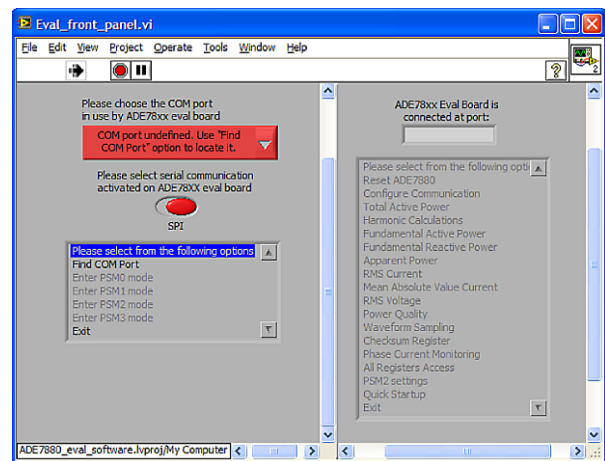 Eval_front_panel.vi
File Edit View Project Operate Tools Window Help
?
2
Please choose the COM port
in use by ADE78xx eval board
COM port undefined. Use "Find
COM Port" option to locate it.
Please select serial communication
activated on ADE78XX eval board
SPI
Please select from the following options
Find COM Port
Enter PSM0 mode
Enter PSM1 mode
Enter PSM2 mode
Enter PSM3 mode
Exit
ADE7880_eval_software.lvproj/My Computer
ADE78xx Eval Board is
connected at port:
Please select from the following opti
Reset ADE7880
Configure Communication
Total Active Power
Harmonic Calculations
Fundamental Active Power
Fundamental Reactive Power
Apparent Power
RMS Current
Mean Absolute Value Current
RMS Voltage
Power Quality
Waveform Sampling
Checksum Register
Phase Current Monitoring
All Registers Access
PSM2 settings
Quick Startup
Exit